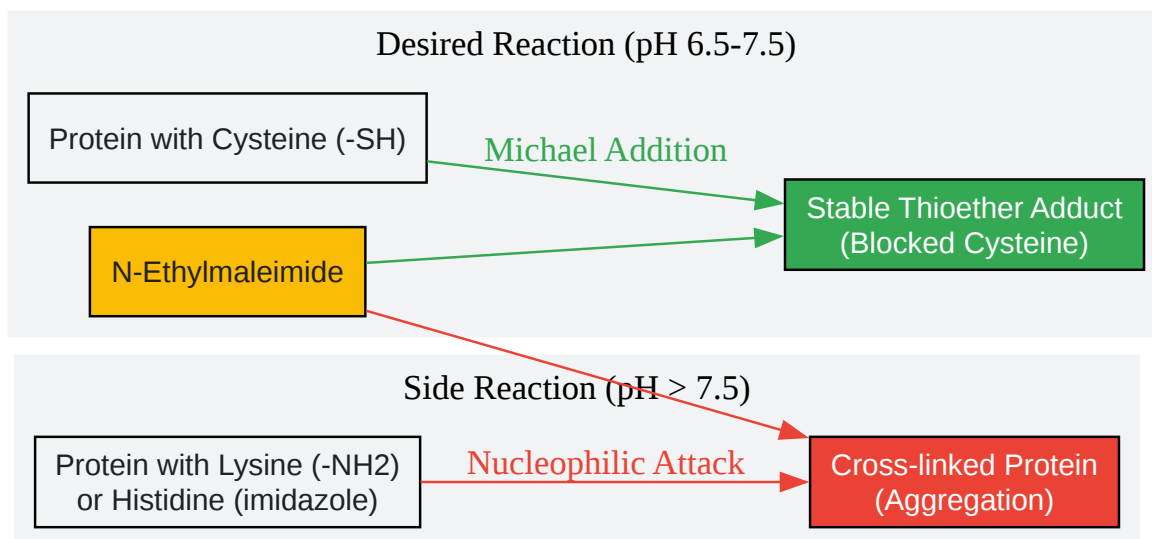 Desired Reaction (pH 6.5-7.5)
Protein with Cysteine (-SH)
Michael Addition
Stable Thioether Adduct
(Blocked Cysteine)
N-Ethylmaleimide
Side Reaction (pH > 7.5)
Protein with Lysine (-NH2)
or Histidine (imidazole)
Nucleophilic Attack
Cross-linked Protein
(Aggregation)